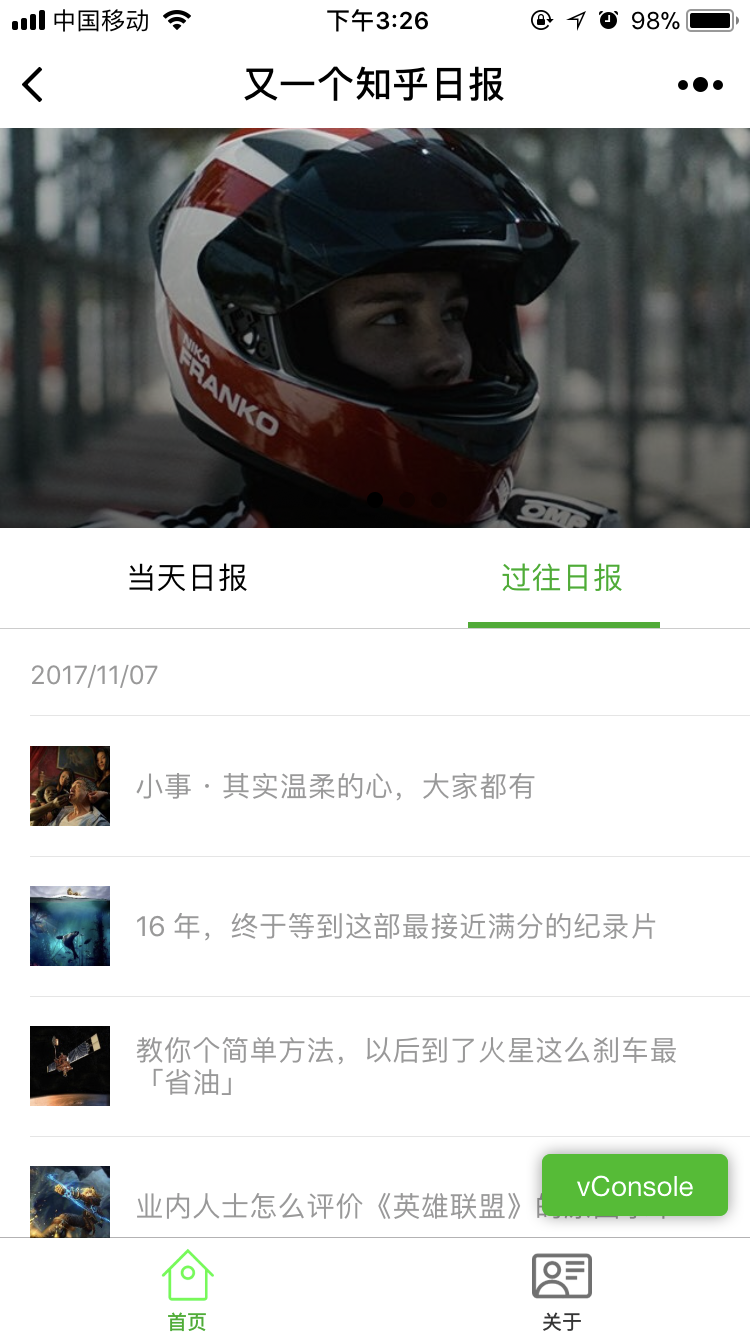 中国移动 下午3:26 98%
又一个知乎日报
NIKA
FRANKO
OMP
当天日报 过往日报
2017/11/07
小事 · 其实温柔的心，大家都有
16 年，终于等到这部最接近满分的纪录片
教你个简单方法，以后到了火星这么刹车最
「省油」
业内人士怎么评价《英雄联盟》的
vConsole
首页 关于